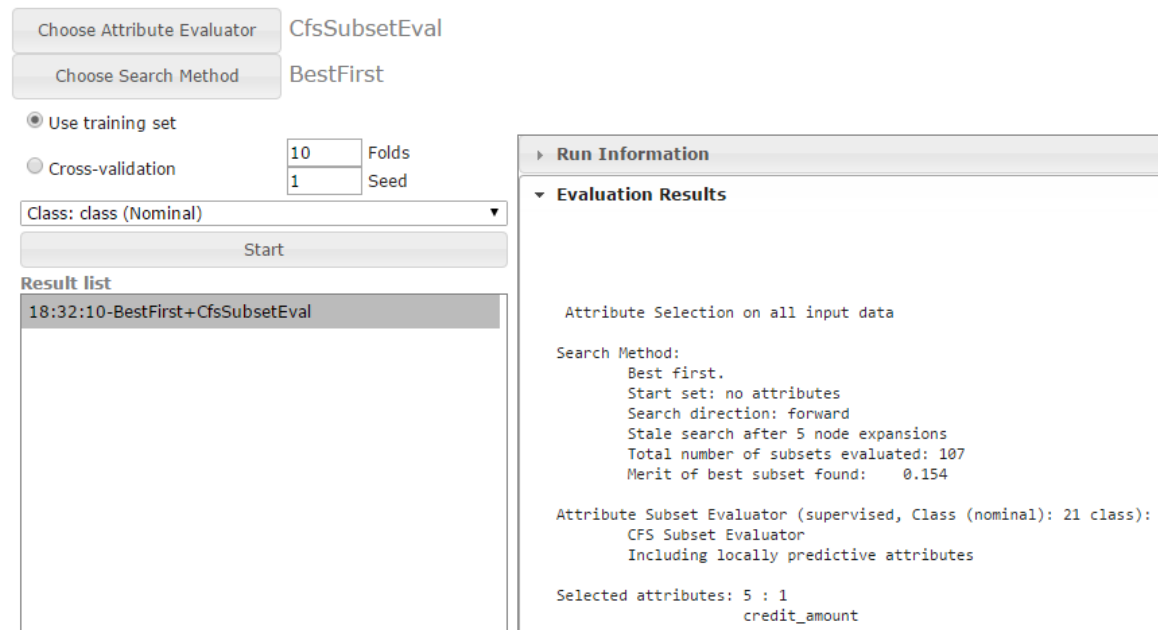 Choose Attribute Evaluator CfsSubsetEval
Choose Search Method BestFirst
Use training set
Cross-validation
10 Folds
1 Seed
Class: class (Nominal)
Start
Result list
18:32:10-BestFirst+CfsSubsetEval
Run Information
Evaluation Results
Attribute Selection on all input data
Search Method:
Best first.
Start set: no attributes
Search direction: forward
Stale search after 5 node expansions
Total number of subsets evaluated: 107
Merit of best subset found: 0.154
Attribute Subset Evaluator (supervised, Class (nominal): 21 class):
CFS Subset Evaluator
Including locally predictive attributes
Selected attributes: 5 : 1
credit_amount